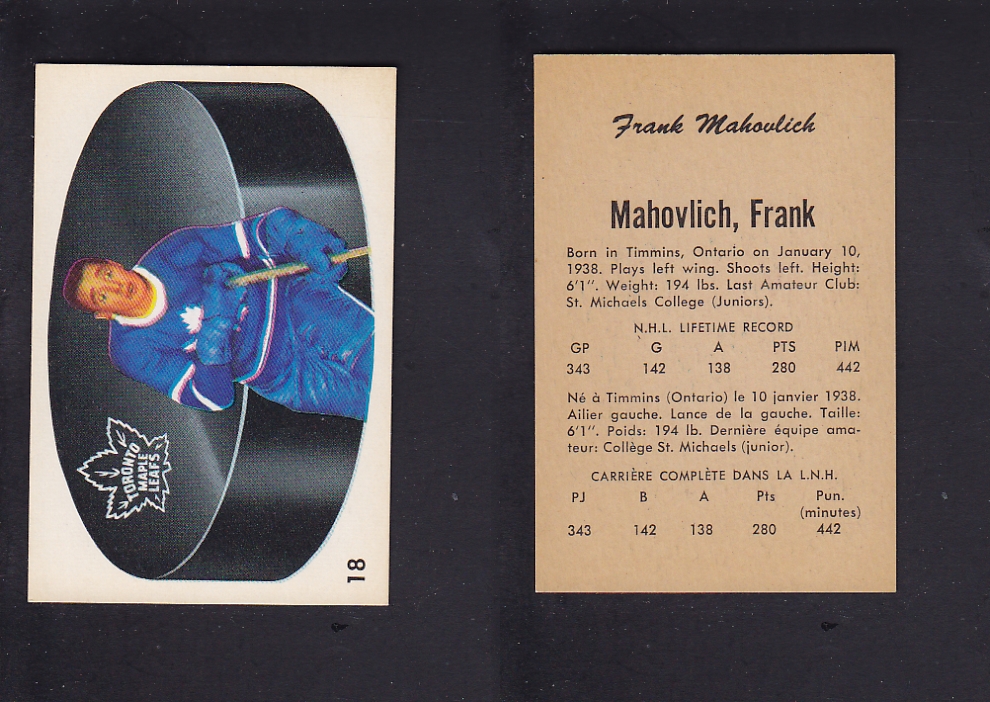 TORONTO
MAPLE
LEAFS
18
Frank Mahovlich
Mahovlich, Frank
Born in Timmins, Ontario on January 10,
1938. Plays left wing. Shoots left. Height:
6'1". Weight: 194 lbs. Last Amateur Club:
St. Michaels College (Juniors).
N.H.L. LIFETIME RECORD
GP G A PTS PIM
343 142 138 280 442
Né à Timmins (Ontario) le 10 janvier 1938.
Ailier gauche. Lance de la gauche. Taille:
6'1". Poids: 194 lb. Dernière équipe ama-
teur: Collège St. Michaels (junior).
CARRIÈRE COMPLÈTE DANS LA L.N.H.
PJ B A Pts Pun.
(minutes)
343 142 138 280 442